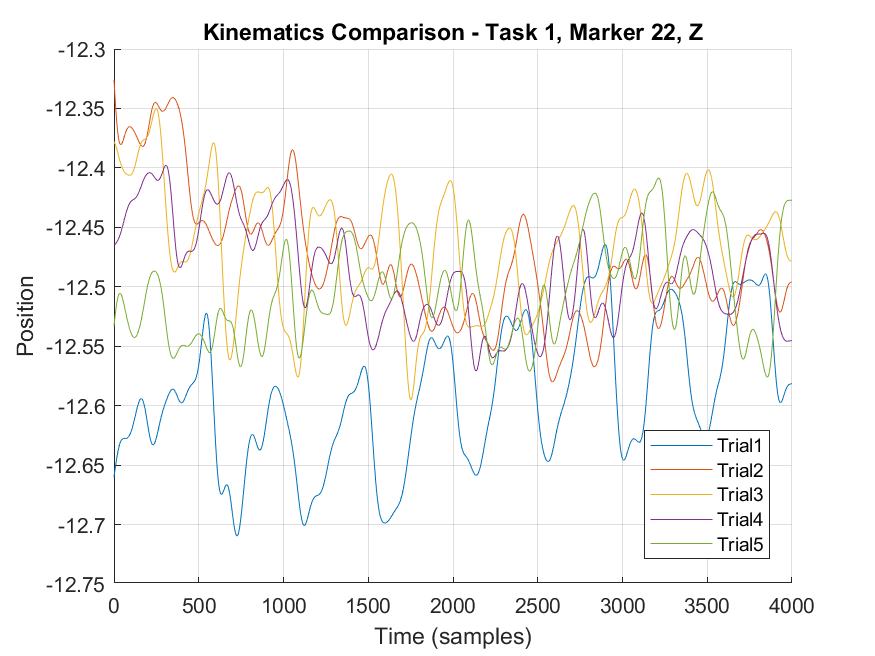 Kinematics Comparison - Task 1, Marker 22, Z
-12.3
-12.35
-12.4
-12.45
-12.5
-12.55
-12.6
-12.65
-12.7
-12.75
Position
0 500 1000 1500 2000 2500 3000 3500 4000
Time (samples)
Trial1
Trial2
Trial3
Trial4
Trial5